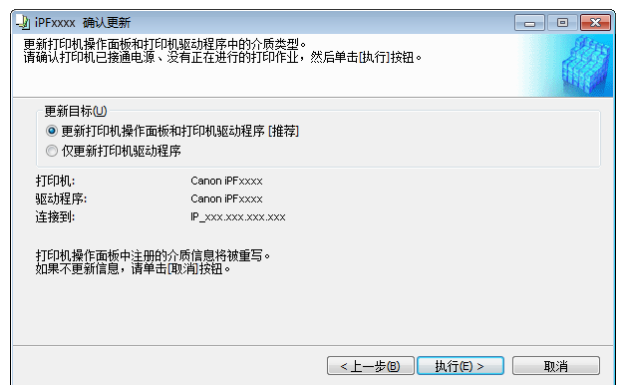 iPFxxxx 确认更新
更新打印机操作面板和打印机驱动程序中的介质类型。
请确认打印机已接通电源、没有正在进行的打印作业，然后单击[执行]按钮。
更新目标(U)
更新打印机操作面板和打印机驱动程序 [推荐]
仅更新打印机驱动程序
打印机: Canon iPFxxxx
驱动程序: Canon iPFxxxx
连接到: IP_xxx.xxx.xxx.xxx
打印机操作面板中注册的介质信息将被重写。
如果不更新信息，请单击[取消]按钮。
<上一步(B) 执行(E) > 取消